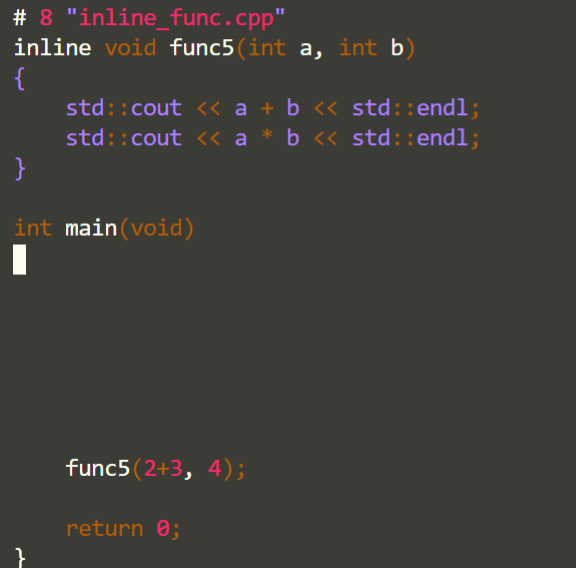 # 8 "inline_func.cpp"
inline void func5(int a, int b)
{
    std::cout << a + b << std::endl;
    std::cout << a * b << std::endl;
}
int main(void)
    func5(2+3, 4);
    return 0;
}